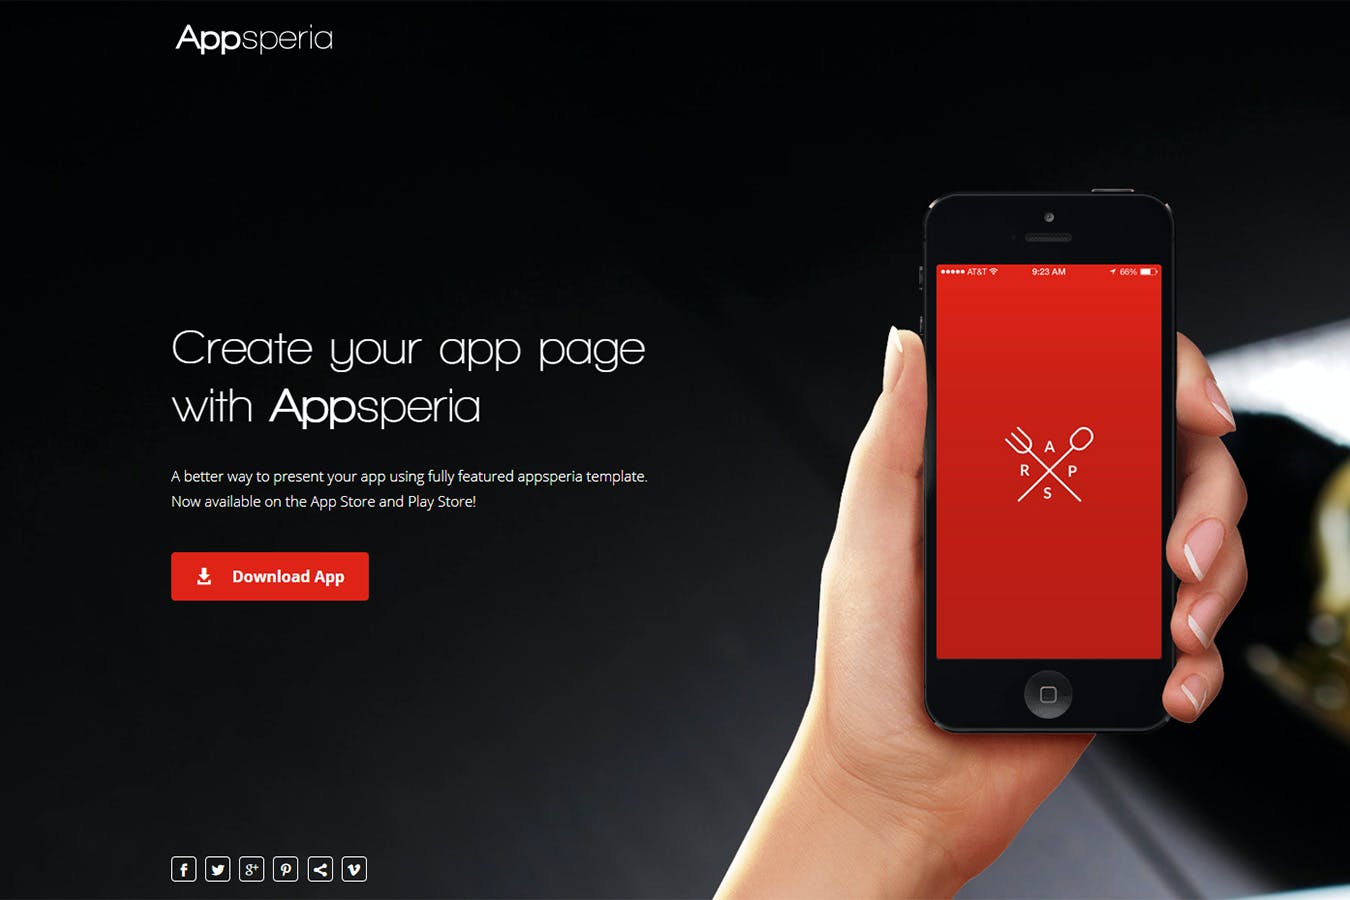 Appsperia
AT&T 9:23 AM 66%
Create your app page
with Appsperia
A
R P
S
A better way to present your app using fully featured appsperia template.
Now available on the App Store and Play Store!
Download App